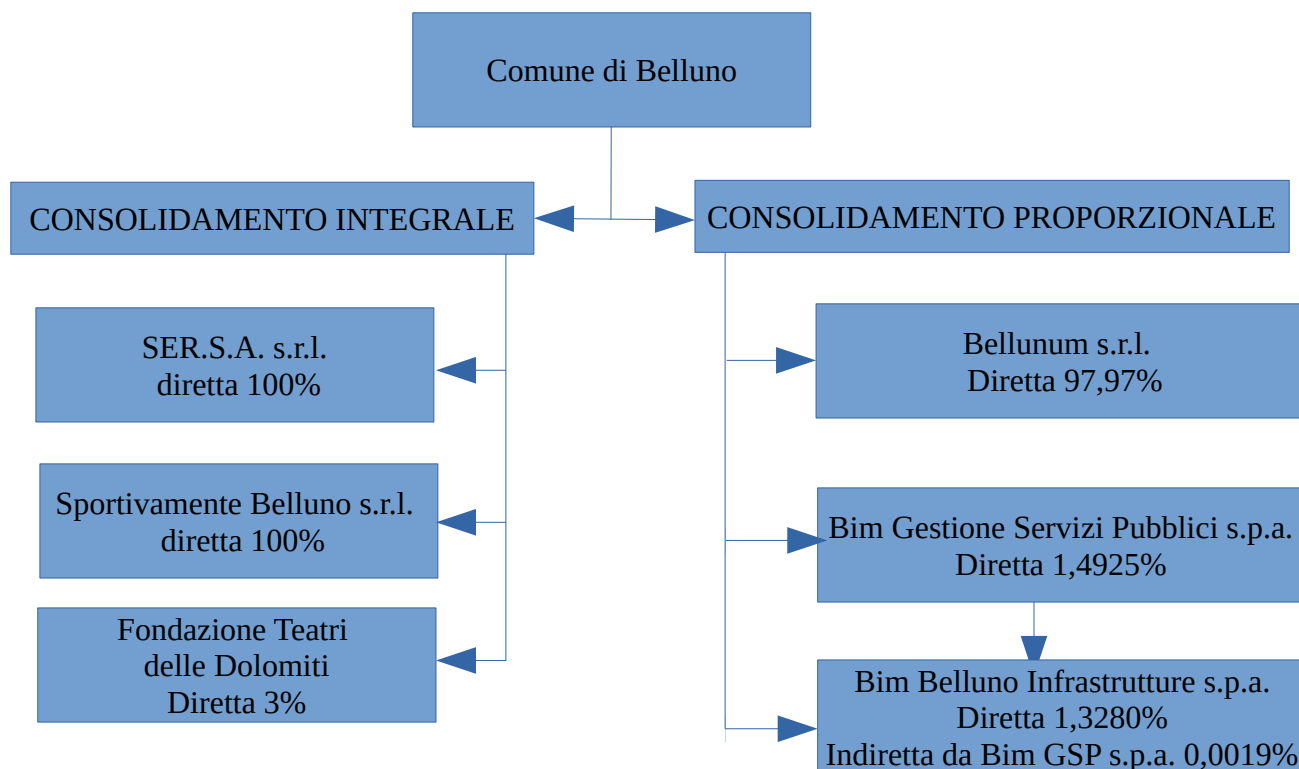 Comune di Belluno
CONSOLIDAMENTO INTEGRALE
CONSOLIDAMENTO PROPORZIONALE
SER.S.A. s.r.l.
diretta 100%
Sportivamente Belluno s.r.l.
diretta 100%
Fondazione Teatri
delle Dolomiti
Diretta 3%
Bellunum s.r.l.
Diretta 97,97%
Bim Gestione Servizi Pubblici s.p.a.
Diretta 1,4925%
Bim Belluno Infrastrutture s.p.a.
Diretta 1,3280%
Indiretta da Bim GSP s.p.a. 0,0019%